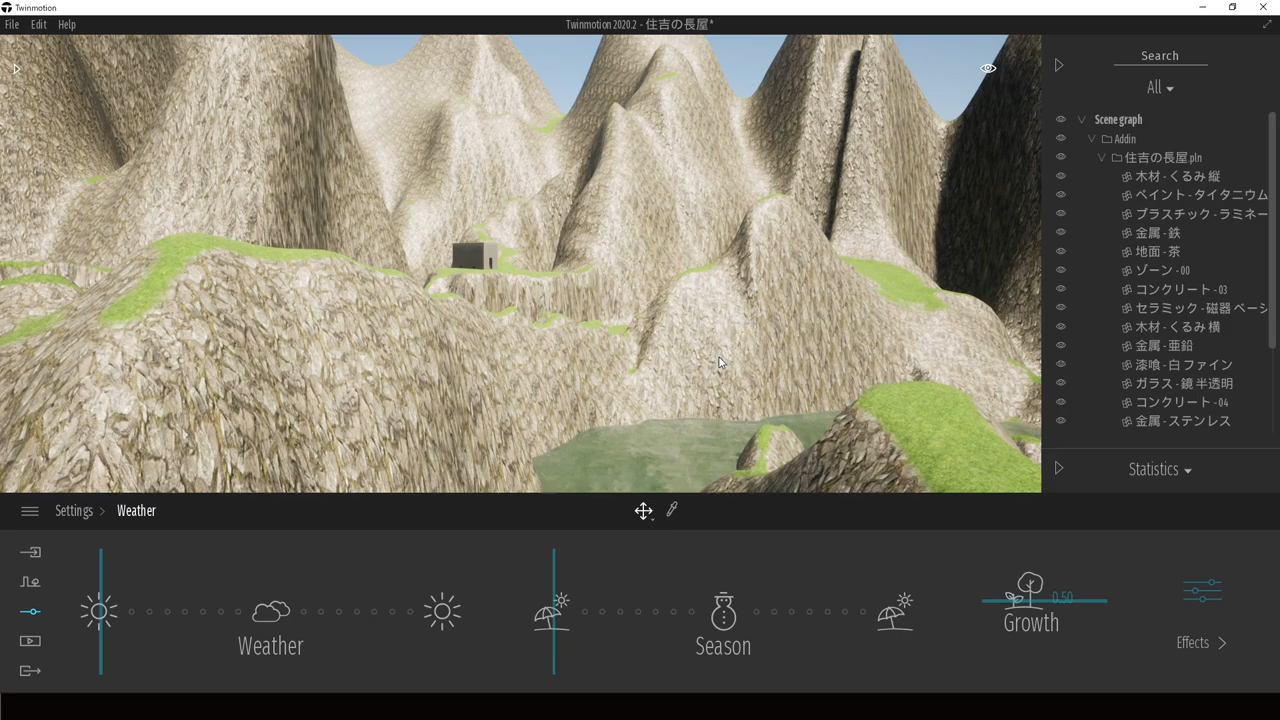 Twinmotion
File Edit Help
Twinmotion 2020.2 - 住吉の長屋*
Search
All
Scene graph
Addin
住吉の長屋.pln
木材 - くるみ 縦
ペイント - タイタニウム
プラスチック - ラミネー
金属 - 鉄
地面 - 茶
ゾーン - 00
コンクリート - 03
セラミック - 磁器 ベーシ
木材 - くるみ 横
金属 - 亜鉛
漆喰 - 白 ファイン
ガラス - 鏡 半透明
コンクリート - 04
金属 - ステンレス
Statistics
Settings > Weather
Weather
Season
0.50
Growth
Effects